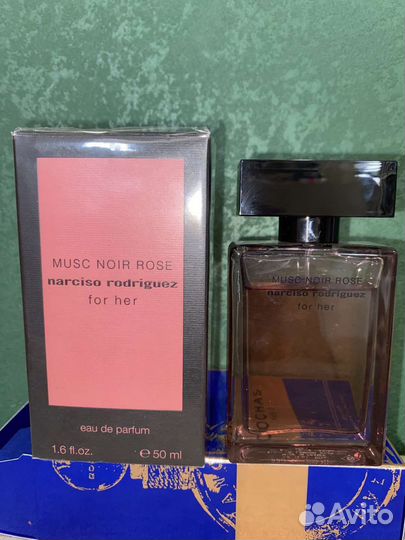 MUSC NOIR ROSE
narciso rodriguez
for her
eau de parfum
1.6 fl.oz. e 50 ml
MUSC NOIR ROSE
narciso rodriguez
for her
ROCHAS
Avito